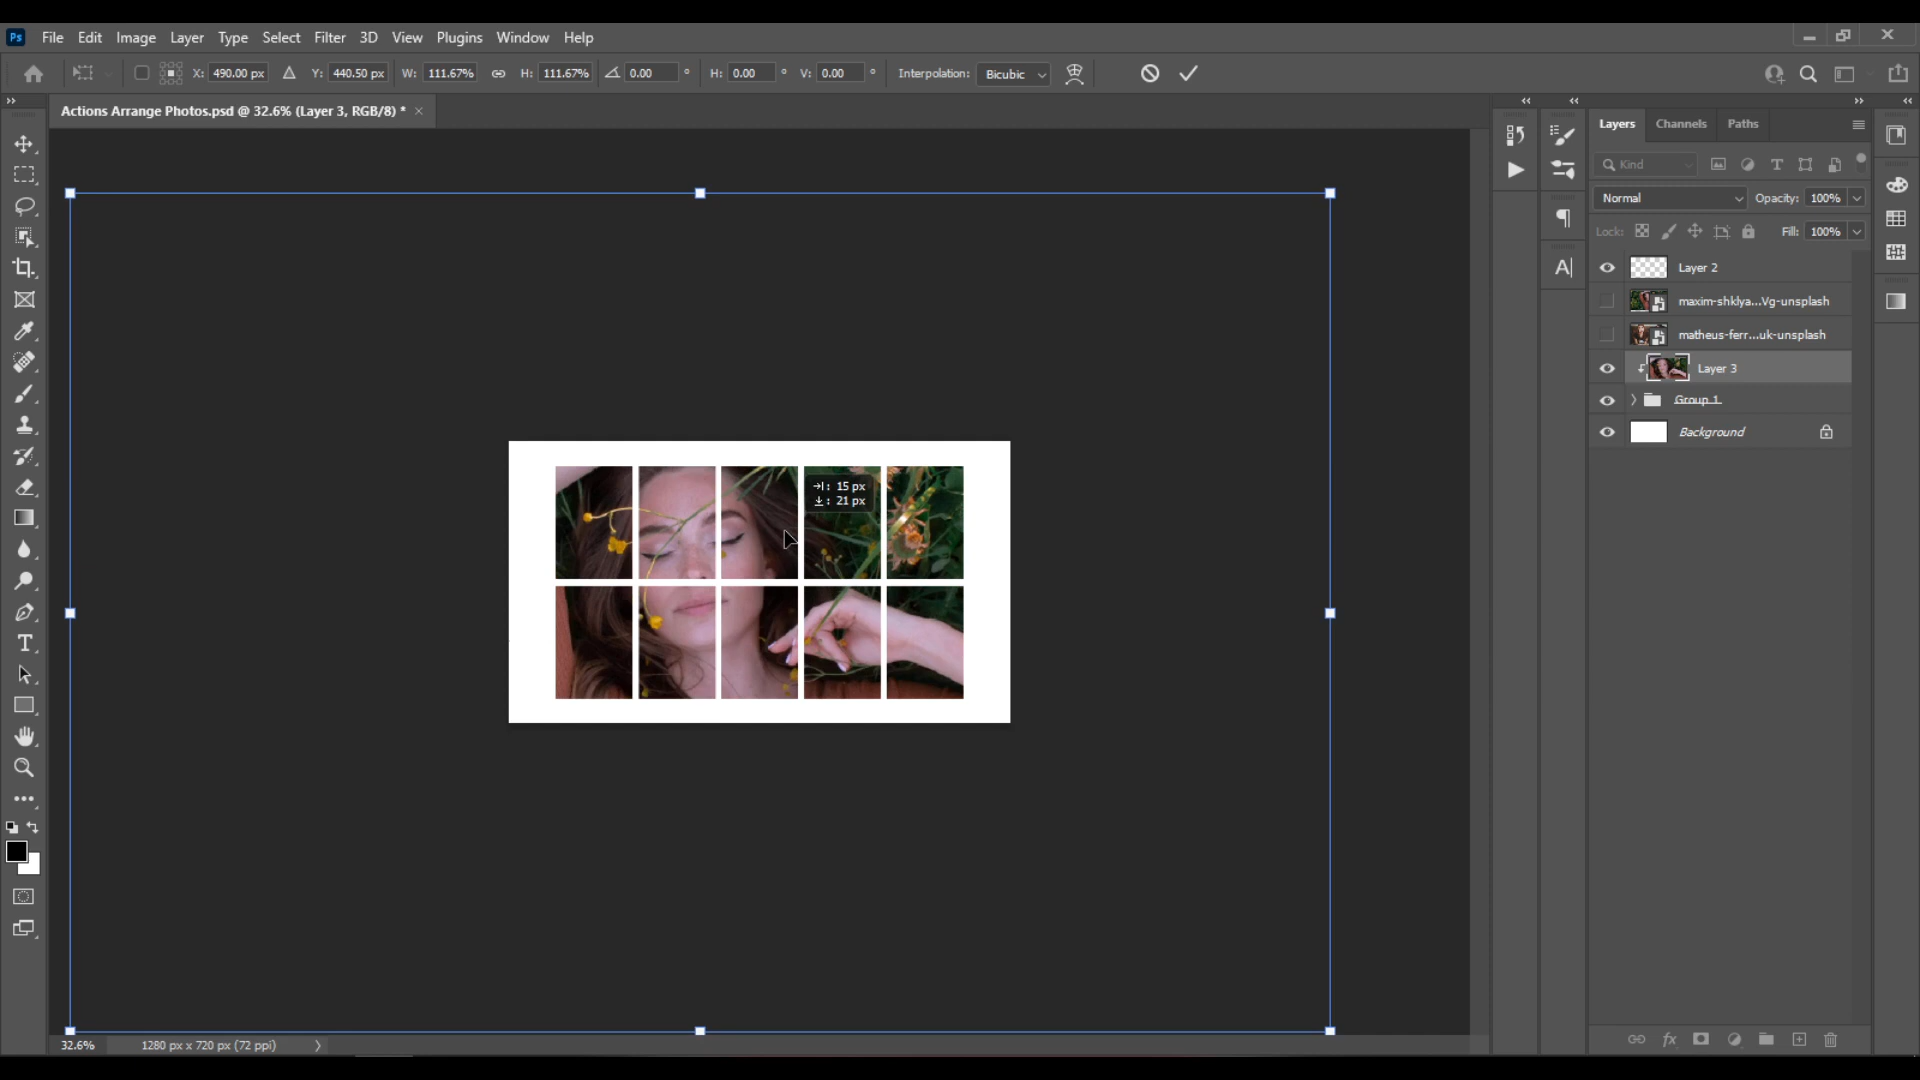 Ps File Edit Image Layer Type Select Filter 3D View Plugins Window Help
X: 490.00 px Y: 440.50 px W: 111.67% H: 111.67% 0.00 ° H: 0.00 ° V: 0.00 ° Interpolation: Bicubic
Actions Arrange Photos.psd @ 32.6% (Layer 3, RGB/8) * ×
Layers Channels Paths
Kind
Normal Opacity: 100%
Lock: Fill: 100%
Layer 2
maxim-shklya...Vg-unsplash
matheus-ferr...uk-unsplash
Layer 3
Group 1
Background
: 15 px
: 21 px
32.6% 1280 px x 720 px (72 ppi)